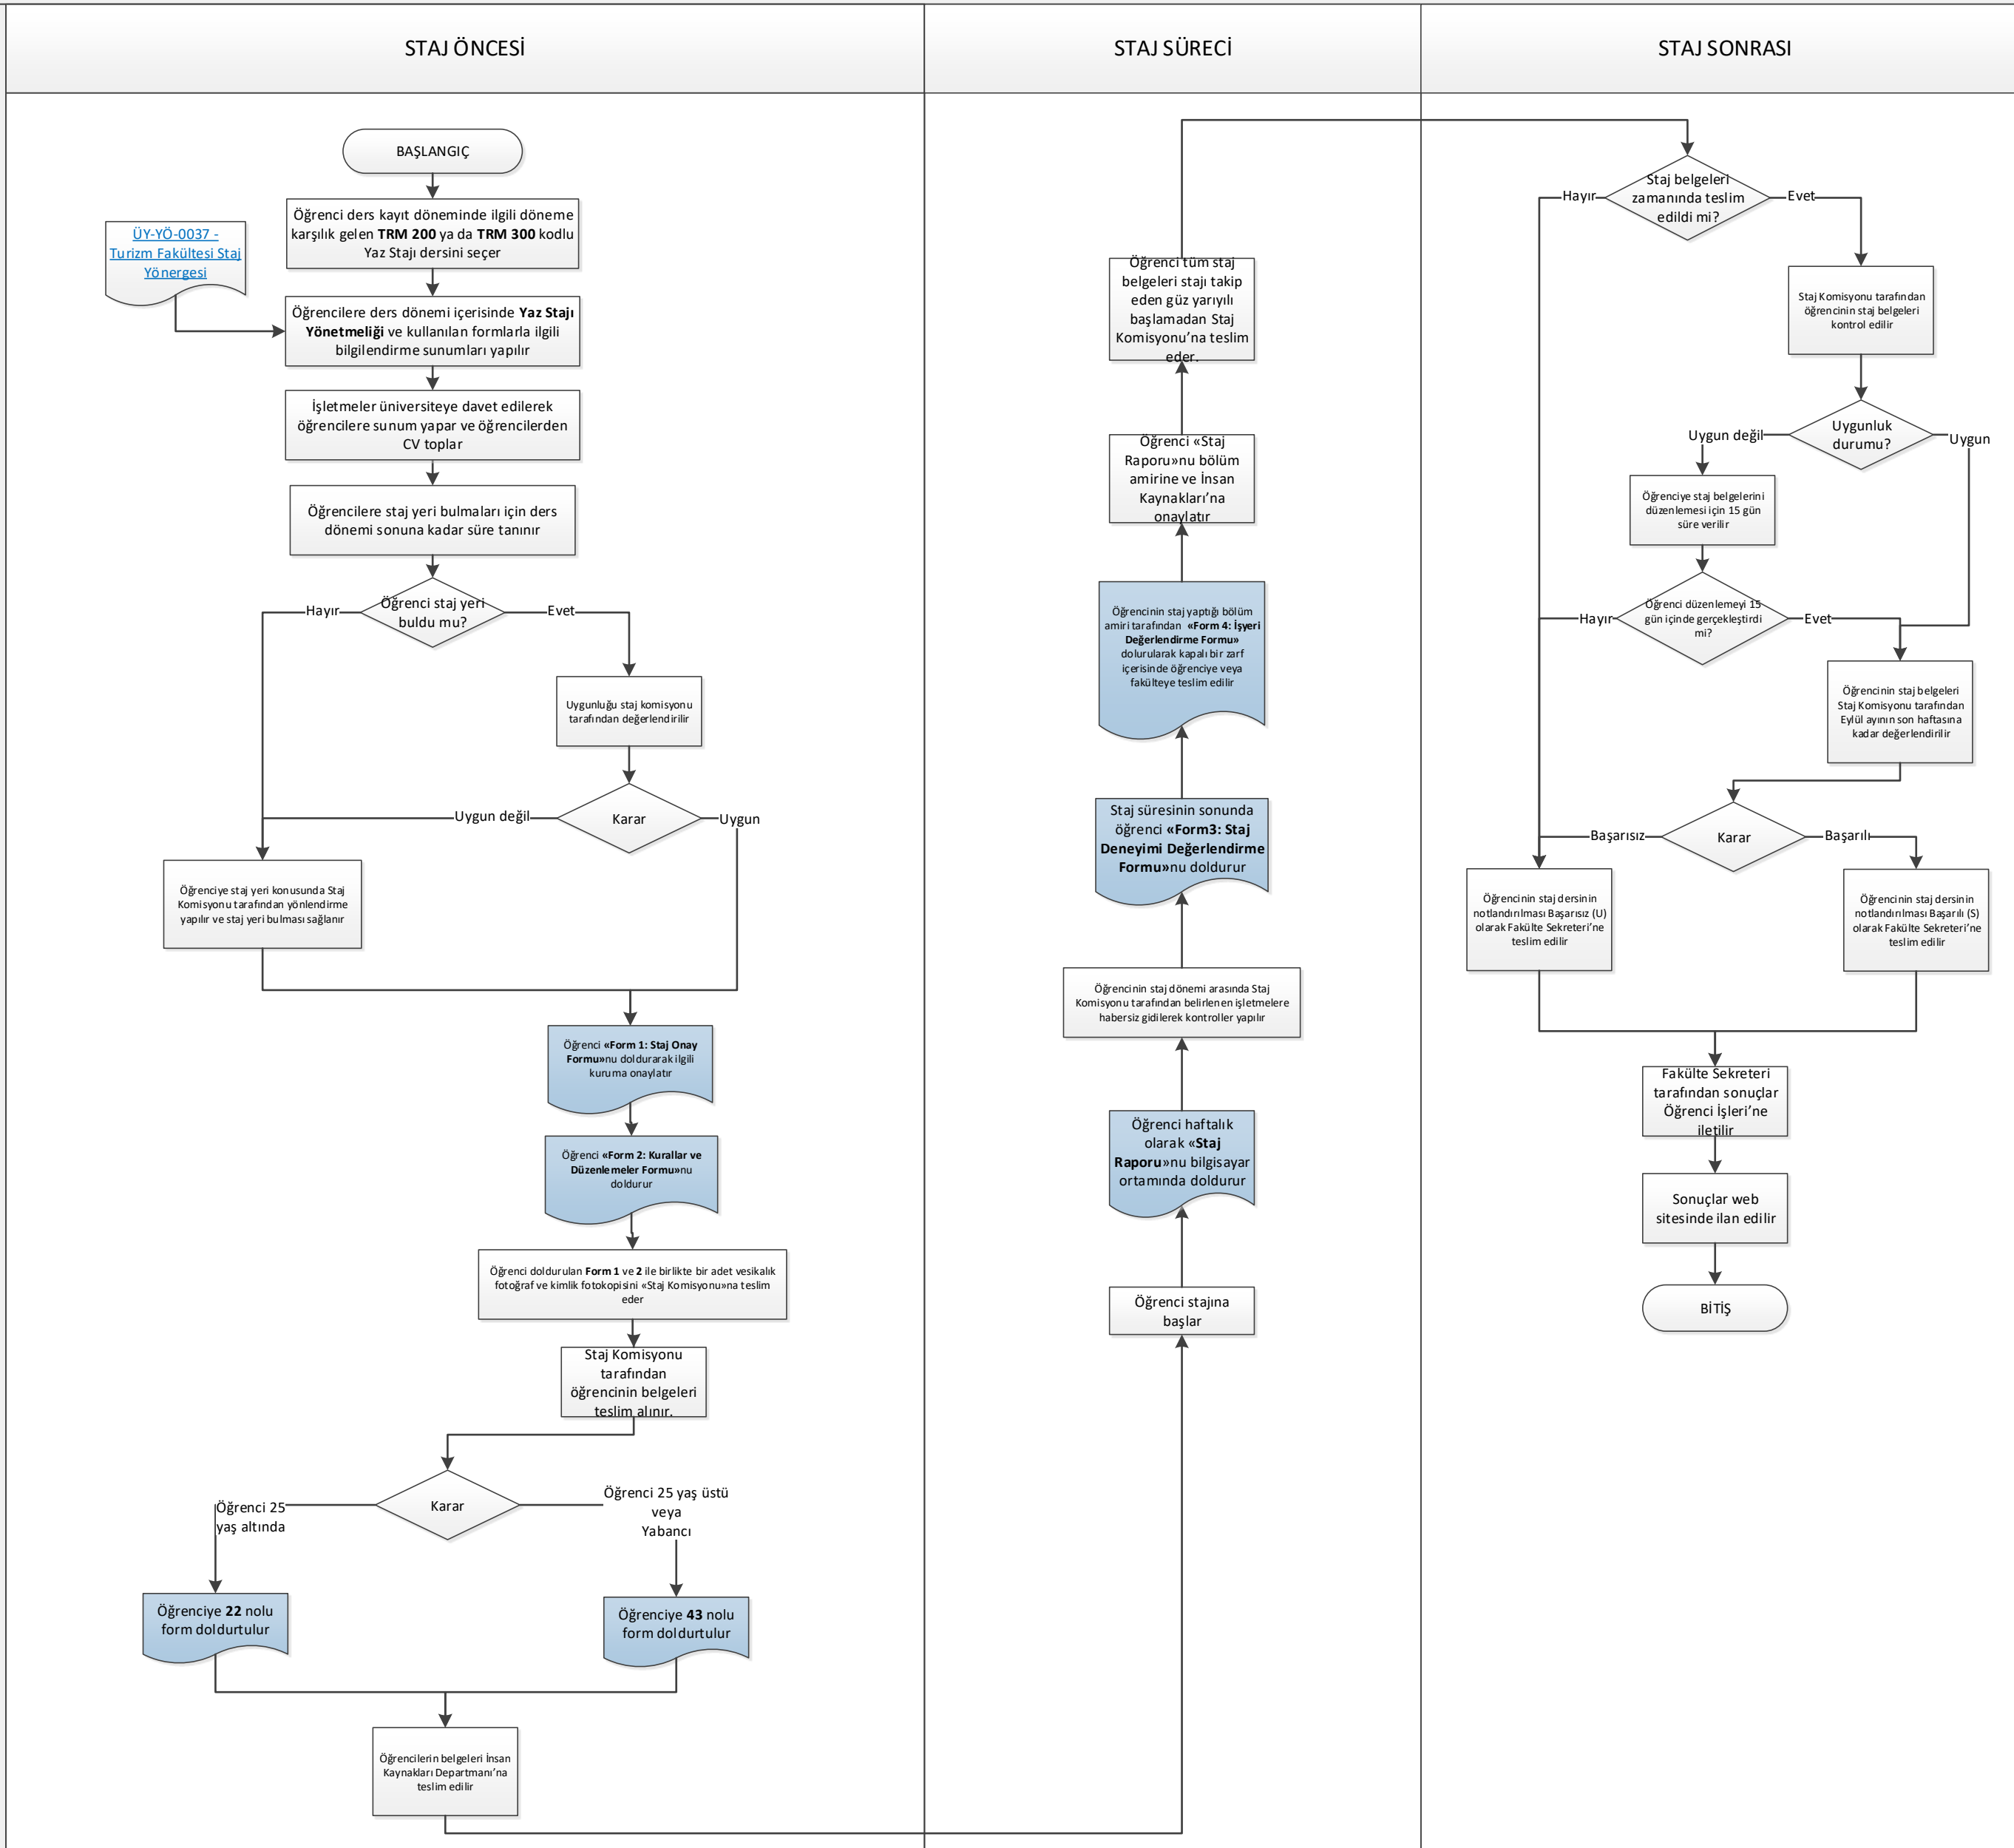 STAJ ÖNCESİ
STAJ SÜRECİ
STAJ SONRASI
BAŞLANGIÇ
Öğrenci ders kayıt döneminde ilgili döneme
karşılık gelen TRM 200 ya da TRM 300 kodlu
Yaz Stajı dersini seçer
ÜY-YÖ-0037 -
Turizm Fakültesi Staj
Yönergesi
Öğrencilere ders dönemi içerisinde Yaz Stajı
Yönetmeliği ve kullanılan formlarla ilgili
bilgilendirme sunumları yapılır
İşletmeler üniversiteye davet edilerek
öğrencilere sunum yapar ve öğrencilerden
CV toplar
Öğrencilere staj yeri bulmaları için ders
dönemi sonuna kadar süre tanınır
Öğrenci staj yeri
buldu mu?
Hayır
Evet
Uygunluğu staj komisyonu
tarafından değerlendirilir
Karar
Uygun değil
Uygun
Öğrenciye staj yeri konusunda Staj
Komisyonu tarafından yönlendirme
yapılır ve staj yeri bulması sağlanır
Öğrenci «Form 1: Staj Onay
Formu»nu doldurarak ilgili
kuruma onaylatır
Öğrenci «Form 2: Kurallar ve
Düzenlemeler Formu»nu
doldurur
Öğrenci doldurulan Form 1 ve 2 ile birlikte bir adet vesikalık
fotoğraf ve kimlik fotokopisini «Staj Komisyonu»na teslim
eder
Staj Komisyonu
tarafından
öğrencinin belgeleri
teslim alınır.
Karar
Öğrenci 25
yaş altında
Öğrenci 25 yaş üstü
veya
Yabancı
Öğrenciye 22 nolu
form doldurtulur
Öğrenciye 43 nolu
form doldurtulur
Öğrencilerin belgeleri İnsan
Kaynakları Departmanı'na
teslim edilir
Öğrenci tüm staj
belgeleri stajı takip
eden güz yarıyılı
başlamadan Staj
Komisyonu'na teslim
eder.
Öğrenci «Staj
Raporu»nu bölüm
amirine ve İnsan
Kaynakları'na
onaylatır
Öğrencinin staj yaptığı bölüm
amiri tarafından «Form 4: İşyeri
Değerlendirme Formu»
dolurularak kapalı bir zarf
içerisinde öğrenciye veya
fakülteye teslim edilir
Staj süresinin sonunda
öğrenci «Form3: Staj
Deneyimi Değerlendirme
Formu»nu doldurur
Öğrencinin staj dönemi arasında Staj
Komisyonu tarafından belirlenen işletmelere
habersiz gidilerek kontroller yapılır
Öğrenci haftalık
olarak «Staj
Raporu»nu bilgisayar
ortamında doldurur
Öğrenci stajına
başlar
Staj belgeleri
zamanında teslim
edildi mi?
Hayır
Evet
Staj Komisyonu tarafından
öğrencinin staj belgeleri
kontrol edilir
Uygunluk
durumu?
Uygun değil
Uygun
Öğrenciye staj belgelerini
düzenlemesi için 15 gün
süre verilir
Öğrenci düzenlemeyi 15
gün içinde gerçekleştirdi
mi?
Hayır
Evet
Öğrencinin staj belgeleri
Staj Komisyonu tarafından
Eylül ayının son haftasına
kadar değerlendirilir
Karar
Başarısız
Başarılı
Öğrencinin staj dersinin
notlandırılması Başarısız (U)
olarak Fakülte Sekreteri'ne
teslim edilir
Öğrencinin staj dersinin
notlandırılması Başarılı (S)
olarak Fakülte Sekreteri'ne
teslim edilir
Fakülte Sekreteri
tarafından sonuçlar
Öğrenci İşleri'ne
iletilir
Sonuçlar web
sitesinde ilan edilir
BİTİŞ